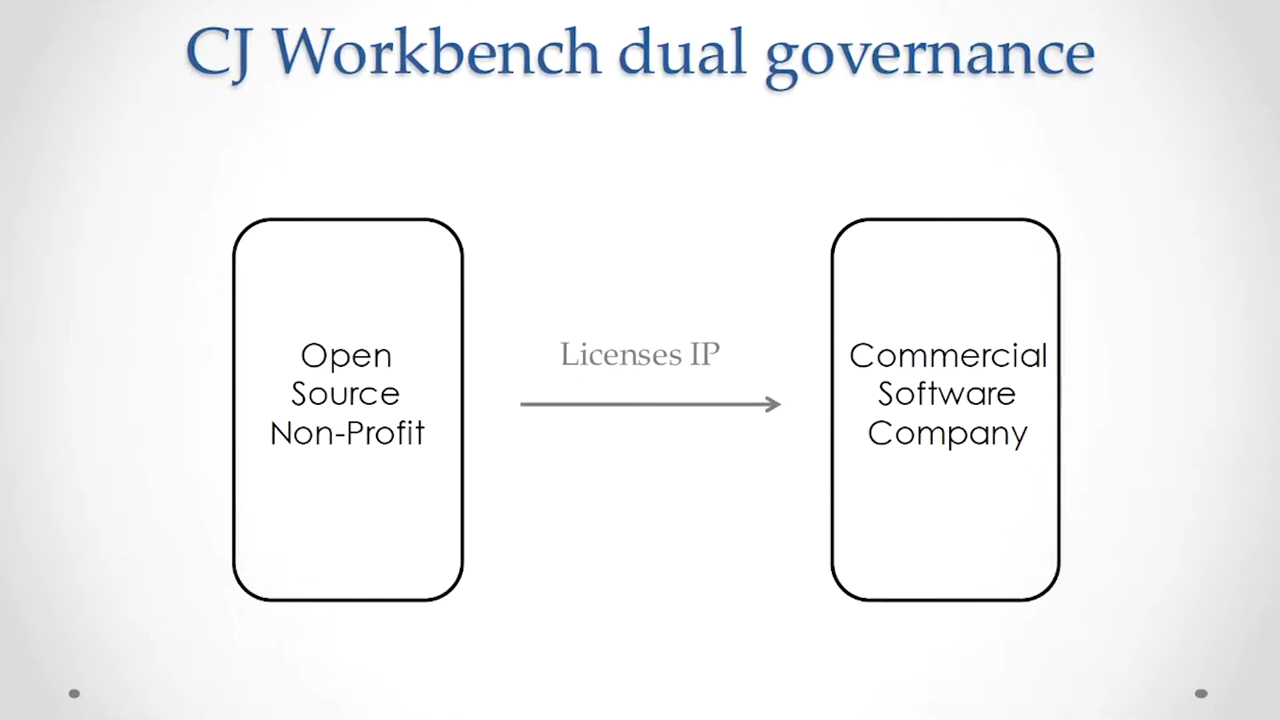 CJ Workbench dual governance
Open
Source
Non-Profit
Licenses IP
Commercial
Software
Company